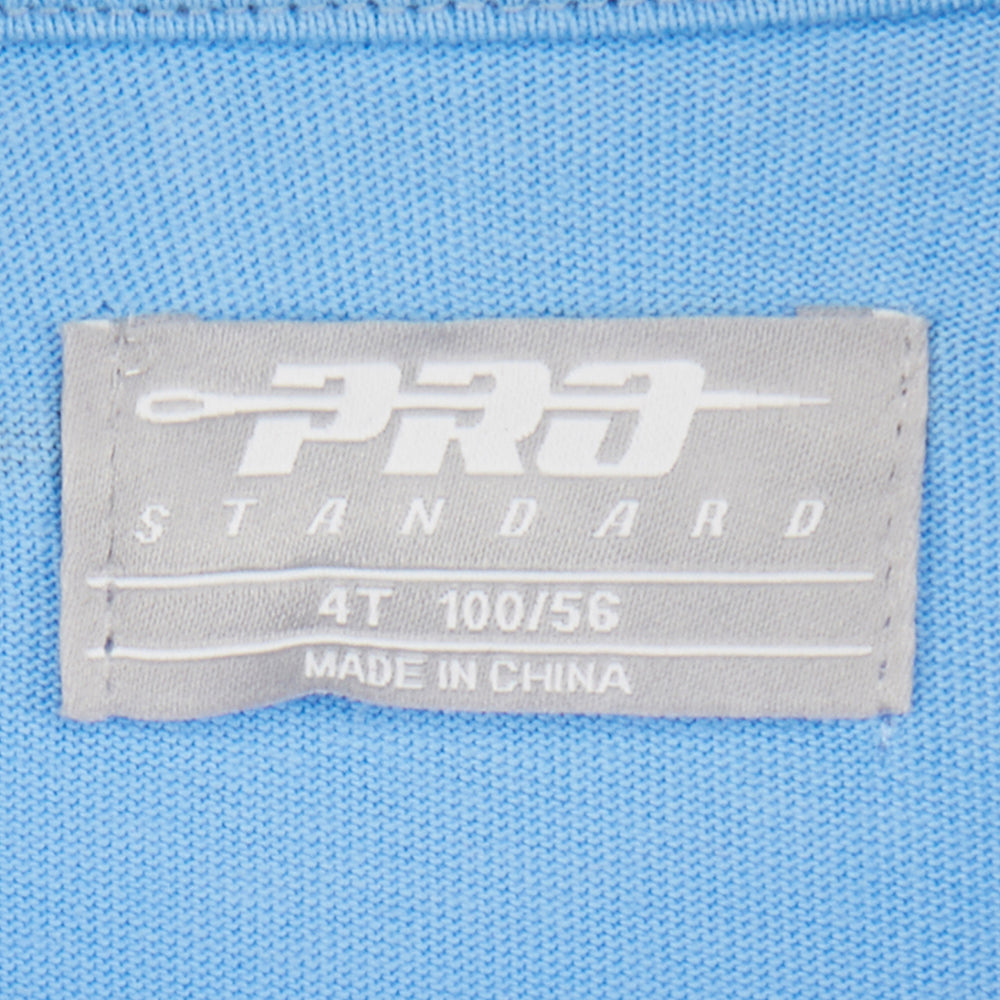 PRO
STANDARD
4T 100/56
MADE IN CHINA